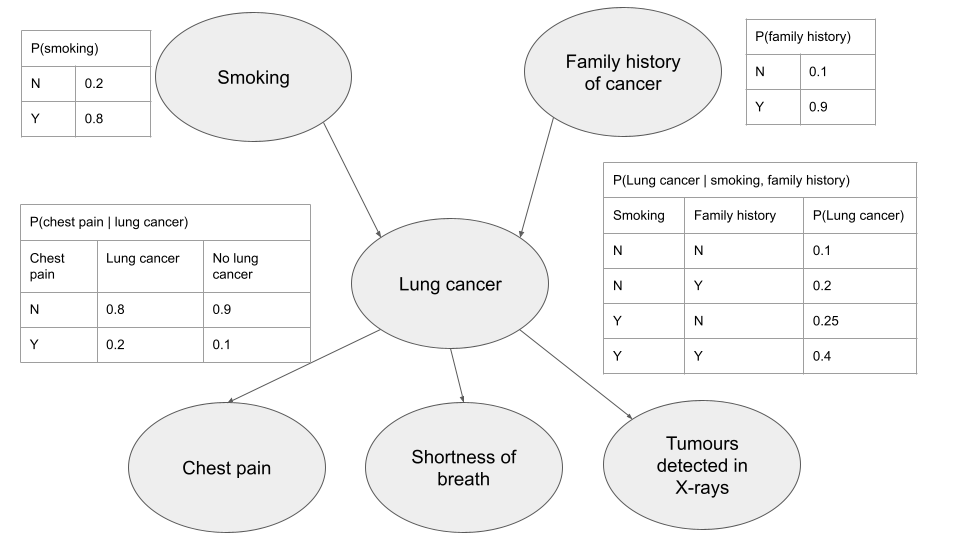 P(smoking)
N 0.2
Y 0.8
Smoking
Family history
of cancer
P(family history)
N 0.1
Y 0.9
P(chest pain | lung cancer)
Chest
pain
Lung cancer
No lung
cancer
N 0.8 0.9
Y 0.2 0.1
Lung cancer
P(Lung cancer | smoking, family history)
Smoking Family history P(Lung cancer)
N N 0.1
N Y 0.2
Y N 0.25
Y Y 0.4
Chest pain
Shortness of
breath
Tumours
detected in
X-rays